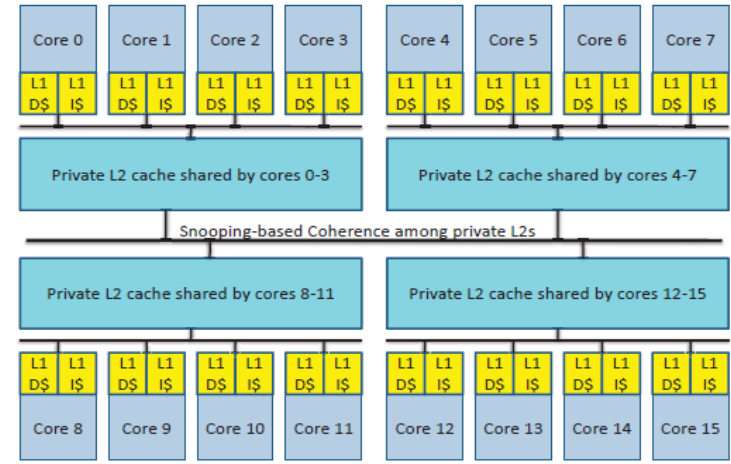 Core 0 Core 1 Core 2 Core 3 Core 4 Core 5 Core 6 Core 7
L1 L1 L1 L1 L1 L1 L1 L1 L1 L1 L1 L1 L1 L1 L1 L1
D$ I$ D$ I$ D$ I$ D$ I$ D$ I$ D$ I$ D$ I$ D$ I$
Private L2 cache shared by cores 0-3 Private L2 cache shared by cores 4-7
Snooping-based Coherence among private L2s
Private L2 cache shared by cores 8-11 Private L2 cache shared by cores 12-15
L1 L1 L1 L1 L1 L1 L1 L1 L1 L1 L1 L1 L1 L1 L1 L1
D$ I$ D$ I$ D$ I$ D$ I$ D$ I$ D$ I$ D$ I$ D$ I$
Core 8 Core 9 Core 10 Core 11 Core 12 Core 13 Core 14 Core 15